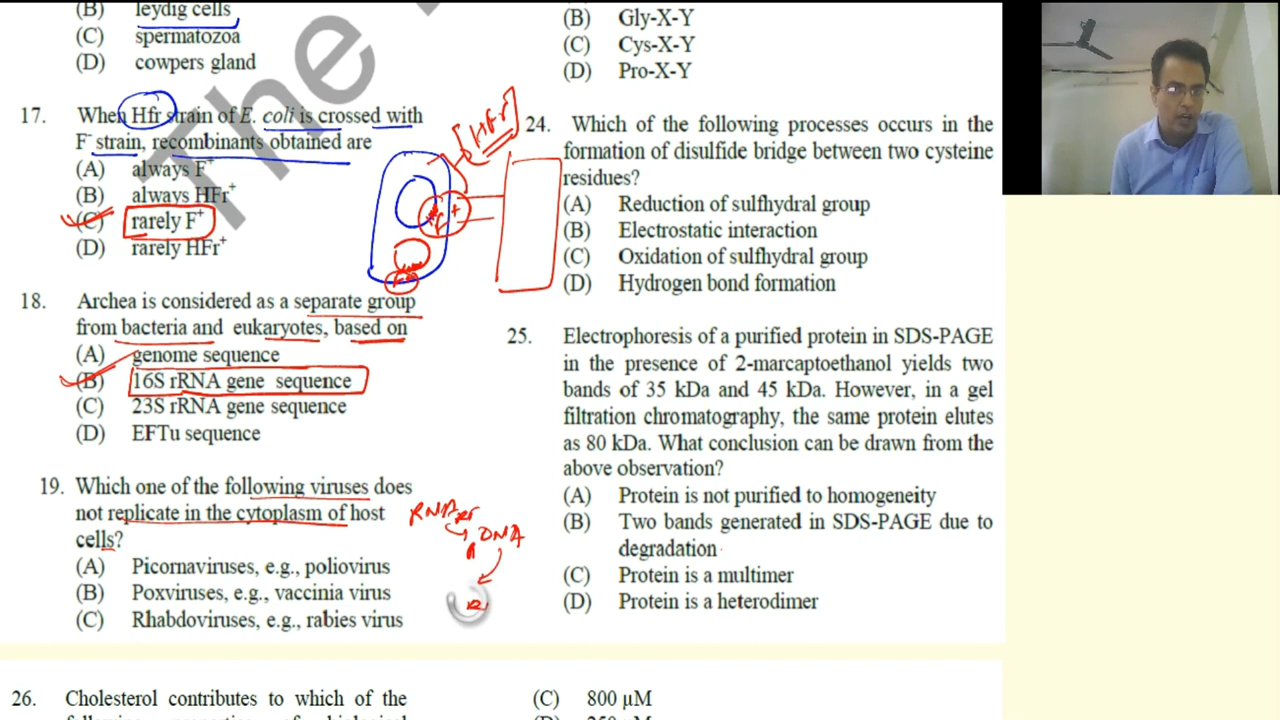 (B) leydig cells
(C) spermatozoa
(D) cowpers gland
17. When Hfr strain of E. coli is crossed with
F⁻ strain, recombinants obtained are
(A) always F⁺
(B) always HFr⁺
(C) rarely F⁺
(D) rarely HFr⁺
18. Archea is considered as a separate group
from bacteria and eukaryotes, based on
(A) genome sequence
(B) 16S rRNA gene sequence
(C) 23S rRNA gene sequence
(D) EFTu sequence
19. Which one of the following viruses does
not replicate in the cytoplasm of host
cells?
(A) Picornaviruses, e.g., poliovirus
(B) Poxviruses, e.g., vaccinia virus
(C) Rhabdoviruses, e.g., rabies virus
The
HFr
RNA
DNA
(B) Gly-X-Y
(C) Cys-X-Y
(D) Pro-X-Y
24. Which of the following processes occurs in the
formation of disulfide bridge between two cysteine
residues?
(A) Reduction of sulfhydral group
(B) Electrostatic interaction
(C) Oxidation of sulfhydral group
(D) Hydrogen bond formation
25. Electrophoresis of a purified protein in SDS-PAGE
in the presence of 2-marcaptoethanol yields two
bands of 35 kDa and 45 kDa. However, in a gel
filtration chromatography, the same protein elutes
as 80 kDa. What conclusion can be drawn from the
above observation?
(A) Protein is not purified to homogeneity
(B) Two bands generated in SDS-PAGE due to
degradation
(C) Protein is a multimer
(D) Protein is a heterodimer
26. Cholesterol contributes to which of the
(C) 800 µM